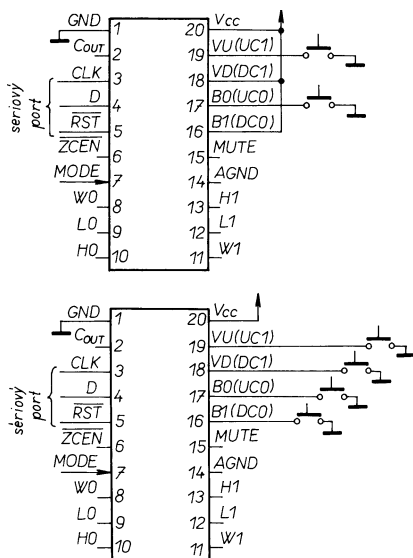 GND 1 20 Vcc
COUT 2 19 VU(UC1)
CLK 3 18 VD(DC1)
D 4 17 B0(UC0)
RST 5 16 B1(DC0)
sériový port
ZCEN 6 15 MUTE
MODE 7 14 AGND
W0 8 13 H1
L0 9 12 L1
H0 10 11 W1
GND 1 20 Vcc
COUT 2 19 VU(UC1)
CLK 3 18 VD(DC1)
D 4 17 B0(UC0)
RST 5 16 B1(DC0)
sériový port
ZCEN 6 15 MUTE
MODE 7 14 AGND
W0 8 13 H1
L0 9 12 L1
H0 10 11 W1